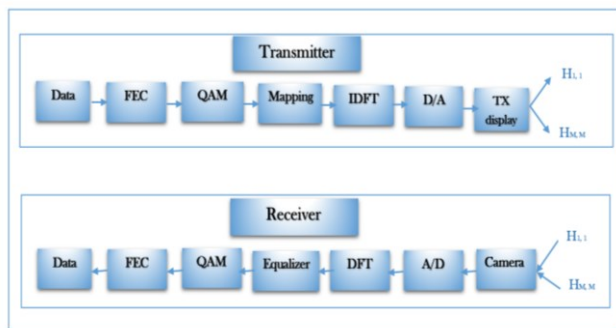 Transmitter
Data FEC QAM Mapping IDFT D/A TX display
H1, 1
HM, M
Receiver
Data FEC QAM Equalizer DFT A/D Camera
H1, 1
HM, M